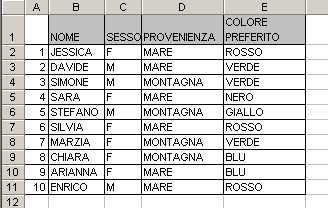 A B C D E
COLORE
1 NOME SESSO PROVENIENZA PREFERITO
2 1 JESSICA F MARE ROSSO
3 2 DAVIDE M MARE VERDE
4 3 SIMONE M MONTAGNA VERDE
5 4 SARA F MARE NERO
6 5 STEFANO M MONTAGNA GIALLO
7 6 SILVIA F MARE ROSSO
8 7 MARZIA F MONTAGNA VERDE
9 8 CHIARA F MONTAGNA BLU
10 9 ARIANNA F MARE BLU
11 10 ENRICO M MARE ROSSO
12